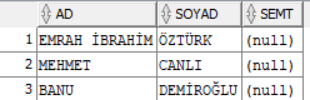 AD SOYAD SEMT
1 EMRAH İBRAHİM ÖZTÜRK (null)
2 MEHMET CANLI (null)
3 BANU DEMİROĞLU (null)